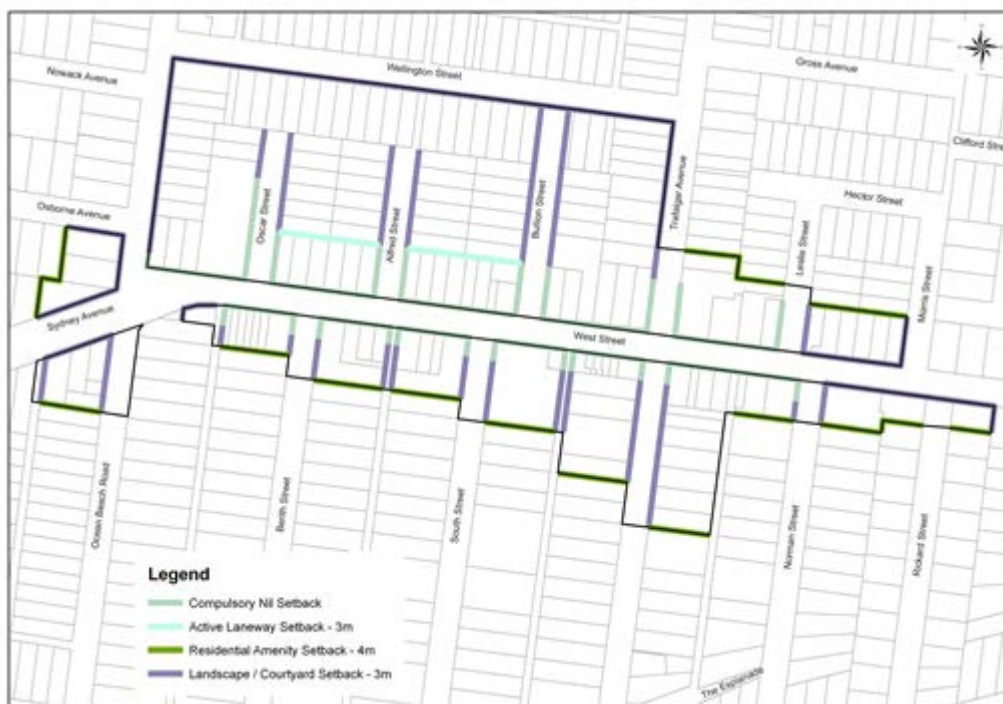 Wellington Street
Gross Avenue
Nowack Avenue
Clifford Stre
Hector Street
Osborne Avenue
Oscar Street
Alfred Street
Bullion Street
Trafalgar Avenue
Leslie Street
Morris Street
Sydney Avenue
West Street
Ocean Beach Road
Berith Street
South Street
Norman Street
Rickard Street
Legend
Compulsory Nil Setback
Active Laneway Setback - 3m
Residential Amenity Setback - 4m
Landscape / Courtyard Setback - 3m
The Esplanade